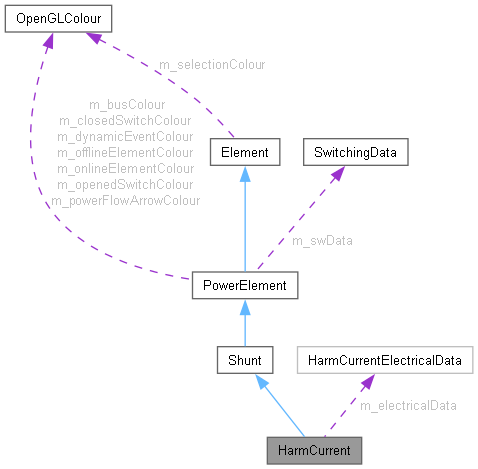 OpenGLColour
m_selectionColour
m_busColour
m_closedSwitchColour
m_dynamicEventColour
m_offlineElementColour
m_onlineElementColour
m_openedSwitchColour
m_powerFlowArrowColour
Element
SwitchingData
m_swData
PowerElement
Shunt
HarmCurrentElectricalData
m_electricalData
HarmCurrent